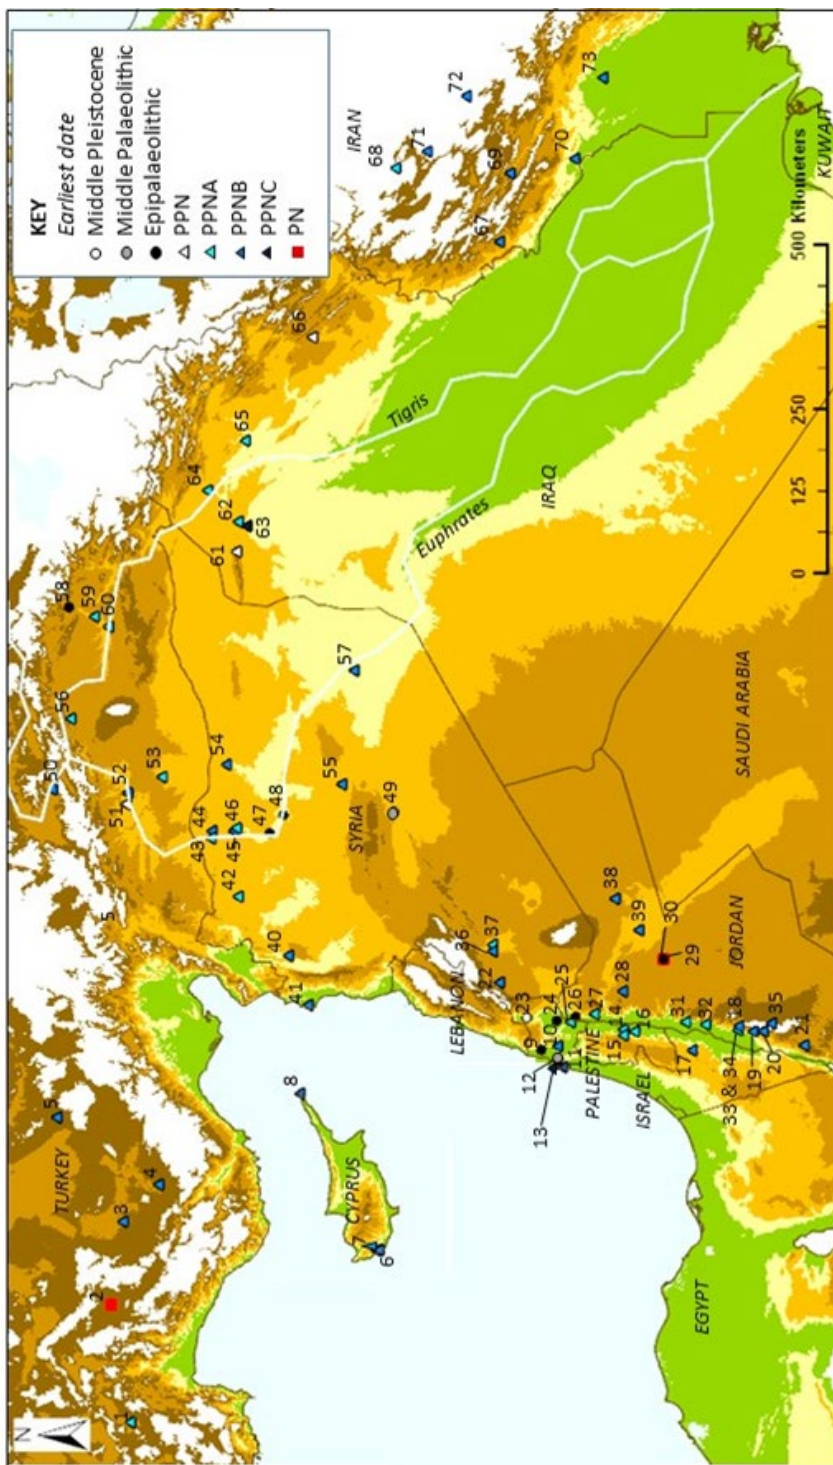 KEY
Earliest date
Middle Pleistocene
Middle Palaeolithic
Epipalaeolithic
PPN
PPNA
PPNB
PPNC
PN
N
TURKEY
CYPRUS
LEBANON
PALESTINE
ISRAEL
EGYPT
JORDAN
SYRIA
SAUDI ARABIA
IRAQ
IRAN
KUWAIT
Tigris
Euphrates
0 125 250 500 Kilometers
1
2
3
4
5
6
7
8
9
10
11
12
13
14
15
16
17
18
19
20
21
22
23
24
25
26
27
28
29
30
31
32
33 & 34
35
36
37
38
39
40
41
42
43
44
45
46
47
48
49
50
51
52
53
54
55
56
57
58
59
60
61
62
63
64
65
66
67
68
69
70
71
72
73
5